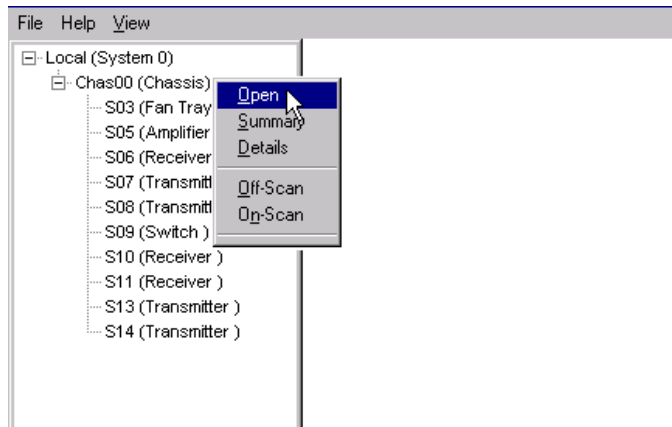 File Help View
Local (System 0)
Chas00 (Chassis)
S03 (Fan Tray
S05 (Amplifier
S06 (Receiver
S07 (Transmitt
S08 (Transmitt
S09 (Switch )
S10 (Receiver )
S11 (Receiver )
S13 (Transmitter )
S14 (Transmitter )
Open
Summary
Details
Off-Scan
On-Scan